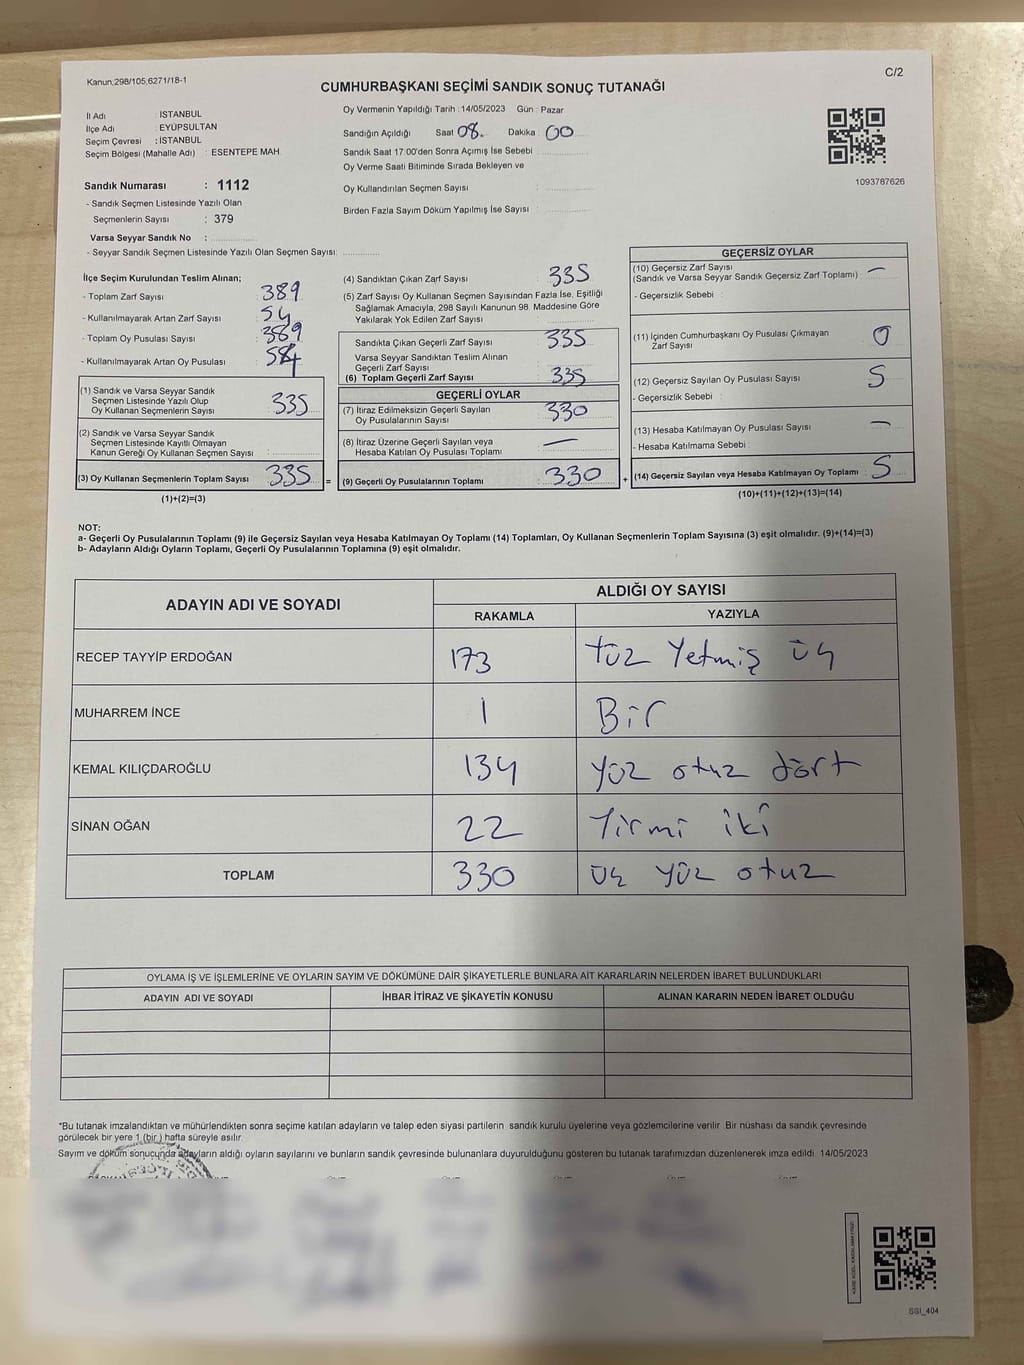 Kanun;298/105;6271/18-1
C/2
CUMHURBAŞKANI SEÇİMİ SANDIK SONUÇ TUTANAĞI
İl Adı : İSTANBUL
İlçe Adı : EYÜPSULTAN
Seçim Çevresi : İSTANBUL
Seçim Bölgesi (Mahalle Adı) : ESENTEPE MAH.
Oy Vermenin Yapıldığı Tarih :14/05/2023 Gün : Pazar
Sandığın Açıldığı Saat 08. Dakika : 00
Sandık Saat 17:00'den Sonra Açımış İse Sebebi :
Oy Verme Saati Bitiminde Sırada Bekleyen ve
Oy Kullandırılan Seçmen Sayısı :
Birden Fazla Sayım Döküm Yapılmış İse Sayısı :
1093787626
Sandık Numarası : 1112
- Sandık Seçmen Listesinde Yazılı Olan
Seçmenlerin Sayısı : 379
Varsa Seyyar Sandık No :
- Seyyar Sandık Seçmen Listesinde Yazılı Olan Seçmen Sayısı:
İlçe Seçim Kurulundan Teslim Alınan;
- Toplam Zarf Sayısı : 389
- Kullanılmayarak Artan Zarf Sayısı : 54
- Toplam Oy Pusulası Sayısı : 389
- Kullanılmayarak Artan Oy Pusulası : 54
(1) Sandık ve Varsa Seyyar Sandık
Seçmen Listesinde Yazılı Olup
Oy Kullanan Seçmenlerin Sayısı : 335
(2) Sandık ve Varsa Seyyar Sandık
Seçmen Listesinde Kayıtlı Olmayan
Kanun Gereği Oy Kullanan Seçmen Sayısı :
(3) Oy Kullanan Seçmenlerin Toplam Sayısı : 335 =
(1)+(2)=(3)
(4) Sandıktan Çıkan Zarf Sayısı : 335
(5) Zarf Sayısı Oy Kullanan Seçmen Sayısından Fazla İse, Eşitliği
Sağlamak Amacıyla, 298 Sayılı Kanunun 98. Maddesine Göre
Yakılarak Yok Edilen Zarf Sayısı :
Sandıkta Çıkan Geçerli Zarf Sayısı : 335
Varsa Seyyar Sandıktan Teslim Alınan
Geçerli Zarf Sayısı :
(6) Toplam Geçerli Zarf Sayısı : 335
GEÇERLİ OYLAR
(7) İtiraz Edilmeksizin Geçerli Sayılan
Oy Pusulasının Sayısı : 330
(8) İtiraz Üzerine Geçerli Sayılan veya
Hesaba Katılan Oy Pusulası Toplamı : —
(9) Geçerli Oy Pusulalarının Toplamı : 330 +
GEÇERSİZ OYLAR
(10) Geçersiz Zarf Sayısı
(Sandık ve Varsa Seyyar Sandık Geçersiz Zarf Toplamı) : —
- Geçersizlik Sebebi :
(11) İçinden Cumhurbaşkanı Oy Pusulası Çıkmayan
Zarf Sayısı : 0
(12) Geçersiz Sayılan Oy Pusulası Sayısı : 5
- Geçersizlik Sebebi :
(13) Hesaba Katılmayan Oy Pusulası Sayısı : —
- Hesaba Katılmama Sebebi :
(14) Geçersiz Sayılan veya Hesaba Katılmayan Oy Toplamı : 5
(10)+(11)+(12)+(13)=(14)
NOT:
a- Geçerli Oy Pusulalarının Toplamı (9) ile Geçersiz Sayılan veya Hesaba Katılmayan Oy Toplamı (14) Toplamları, Oy Kullanan Seçmenlerin Toplam Sayısına (3) eşit olmalıdır. (9)+(14)=(3)
b- Adayların Aldığı Oyların Toplamı, Geçerli Oy Pusulalarının Toplamına (9) eşit olmalıdır.
ADAYIN ADI VE SOYADI
ALDIĞI OY SAYISI
RAKAMLA YAZIYLA
RECEP TAYYİP ERDOĞAN 173 Yüz Yetmiş üç
MUHARREM İNCE 1 Bir
KEMAL KILIÇDAROĞLU 134 yüz otuz dört
SİNAN OĞAN 22 Yirmi iki
TOPLAM 330 üç yüz otuz
OYLAMA İŞ VE İŞLEMLERİNE VE OYLARIN SAYIM VE DÖKÜMÜNE DAİR ŞİKAYETLERLE BUNLARA AİT KARARLARIN NELERDEN İBARET BULUNDUKLARI
ADAYIN ADI VE SOYADI İHBAR İTİRAZ VE ŞİKAYETİN KONUSU ALINAN KARARIN NEDEN İBARET OLDUĞU
*Bu tutanak imzalandıktan ve mühürlendikten sonra seçime katılan adayların ve talep eden siyasi partilerin sandık kurulu üyelerine veya gözlemcilerine verilir. Bir nüshası da sandık çevresinde
görülecek bir yere 1 (bir) hafta süreyle asılır.
Sayım ve döküm sonucunda adayların aldığı oyların sayılarını ve bunların sandık çevresinde bulunanlara duyurulduğunu gösteren bu tutanak tarafımızdan düzenlenerek imza edildi. 14/05/2023
SSI_404